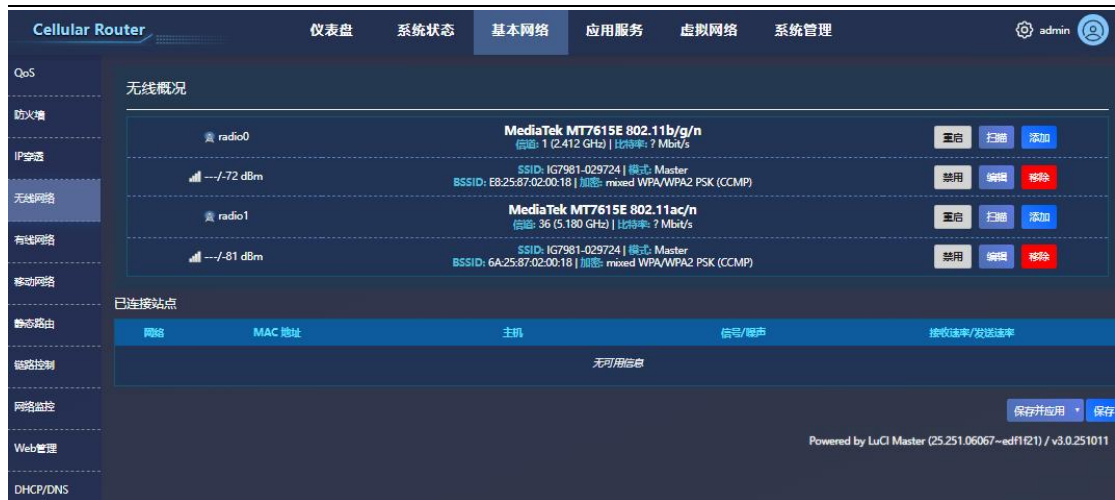 Cellular Router
仪表盘 系统状态 基本网络 应用服务 虚拟网络 系统管理 admin
QoS
防火墙
IP穿透
无线网络
有线网络
移动网络
静态路由
链路控制
网络监控
Web管理
DHCP/DNS
无线概况
radio0
MediaTek MT7615E 802.11b/g/n
信道: 1 (2.412 GHz) | 比特率: ? Mbit/s
重启 扫描 添加
---/-72 dBm
SSID: IG7981-029724 | 模式: Master
BSSID: E8:25:87:02:00:18 | 加密: mixed WPA/WPA2 PSK (CCMP)
禁用 编辑 移除
radio1
MediaTek MT7615E 802.11ac/n
信道: 36 (5.180 GHz) | 比特率: ? Mbit/s
重启 扫描 添加
---/-81 dBm
SSID: IG7981-029724 | 模式: Master
BSSID: 6A:25:87:02:00:18 | 加密: mixed WPA/WPA2 PSK (CCMP)
禁用 编辑 移除
已连接站点
网络 MAC 地址 主机 信号/噪声 接收速率/发送速率
无可用信息
保存并应用 保存
Powered by LuCI Master (25.251.06067~edf1f21) / v3.0.251011